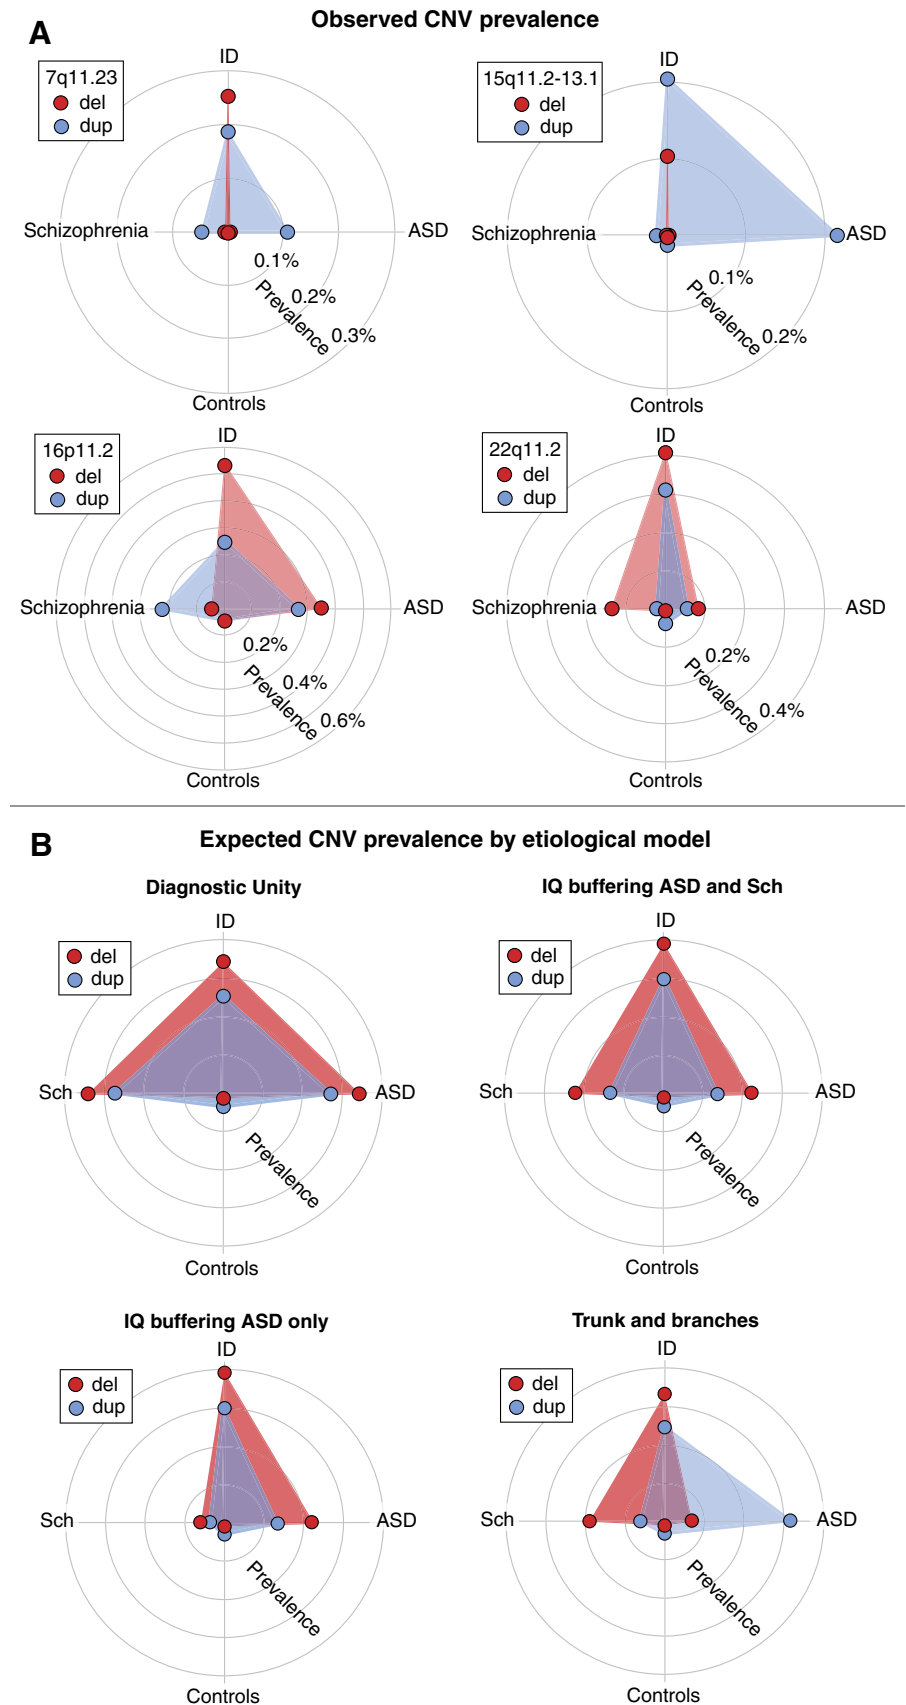 A
Observed CNV prevalence
ID
7q11.23
del
dup
Schizophrenia
ASD
0.1%
0.2%
0.3%
Prevalence
Controls
ID
15q11.2-13.1
del
dup
Schizophrenia
ASD
0.1%
0.2%
Prevalence
Controls
ID
16p11.2
del
dup
Schizophrenia
ASD
0.2%
0.4%
0.6%
Prevalence
Controls
ID
22q11.2
del
dup
Schizophrenia
ASD
0.2%
0.4%
Prevalence
Controls
B
Expected CNV prevalence by etiological model
Diagnostic Unity
ID
del
dup
Sch
ASD
Prevalence
Controls
IQ buffering ASD and Sch
ID
del
dup
Sch
ASD
Prevalence
Controls
IQ buffering ASD only
ID
del
dup
Sch
ASD
Prevalence
Controls
Trunk and branches
ID
del
dup
Sch
ASD
Prevalence
Controls